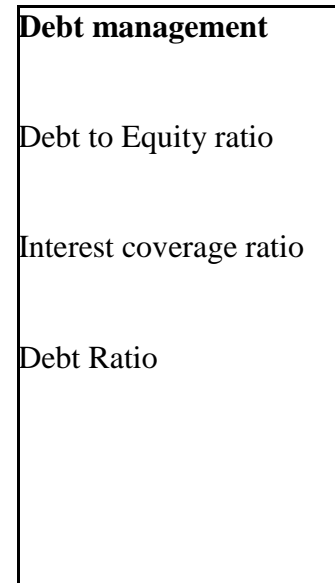 Debt management
Debt to Equity ratio
Interest coverage ratio
Debt Ratio